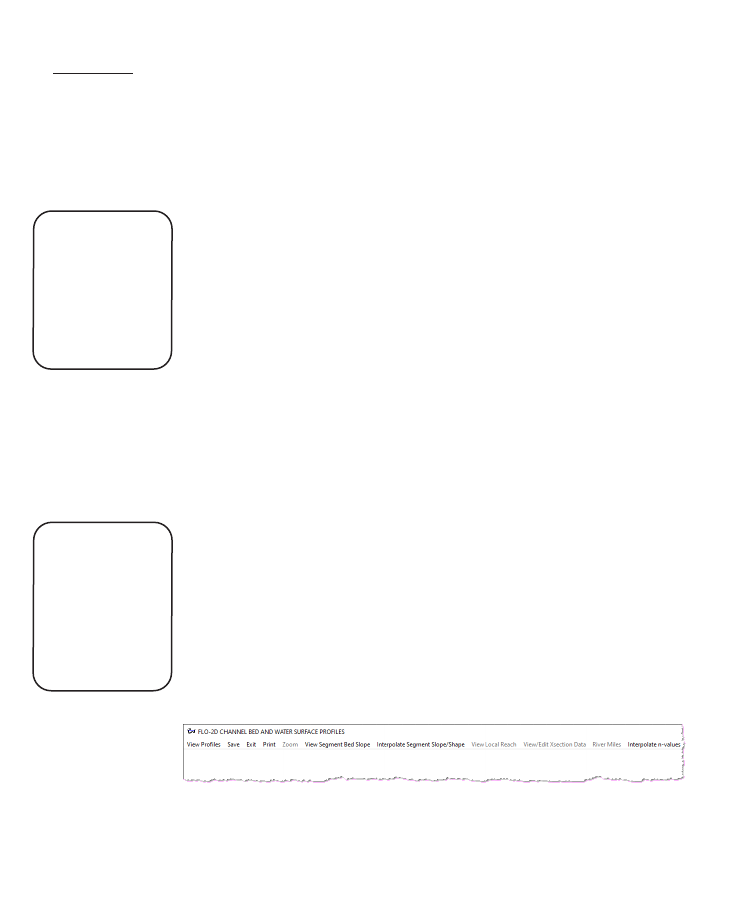 FLO-2D CHANNEL BED AND WATER SURFACE PROFILES
View Profiles Save Exit Print Zoom View Segment Bed Slope Interpolate Segment Slope/Shape View Local Reach View/Edit Xsection Data River Miles Interpolate n-values